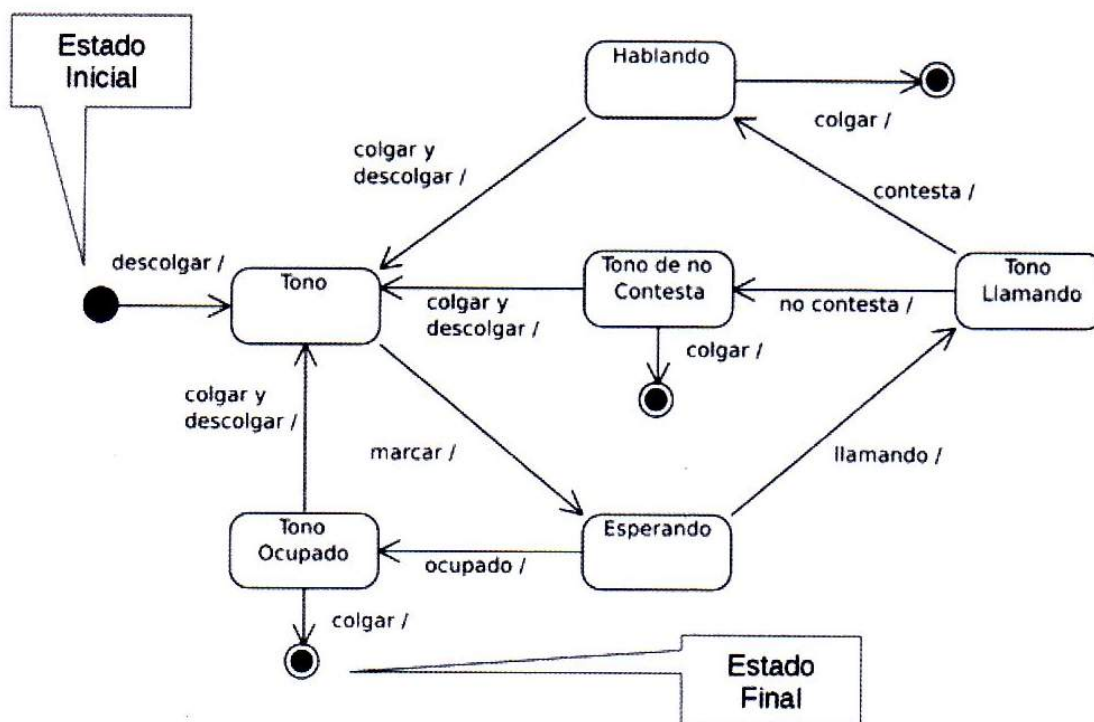 Estado
Inicial
Hablando
colgar /
colgar y
descolgar /
contesta /
descolgar /
Tono
Tono de no
Contesta
Tono
Llamando
colgar y
descolgar /
no contesta /
colgar /
colgar y
descolgar /
marcar /
llamando /
Tono
Ocupado
Esperando
ocupado /
colgar /
Estado
Final